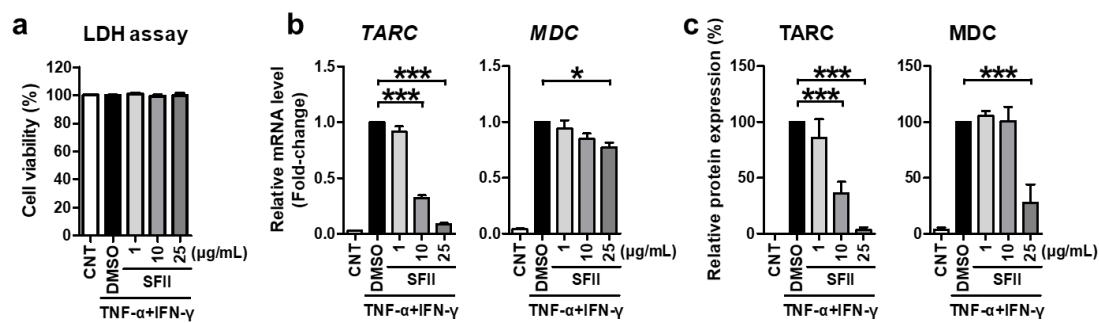 a
LDH assay
Cell viability (%)
120
100
80
60
40
20
0
CNT
DMSO
1
10
25
(μg/mL)
SFII
TNF-α+IFN-γ
b
TARC
Relative mRNA level
(Fold-change)
1.5
1.0
0.5
0.0
***
***
CNT
DMSO
1
10
25
SFII
TNF-α+IFN-γ
MDC
1.5
1.0
0.5
0.0
*
CNT
DMSO
1
10
25
(μg/mL)
SFII
TNF-α+IFN-γ
c
TARC
Relative protein expression (%)
150
100
50
0
***
***
CNT
DMSO
1
10
25
SFII
TNF-α+IFN-γ
MDC
150
100
50
0
***
CNT
DMSO
1
10
25
(μg/mL)
SFII
TNF-α+IFN-γ